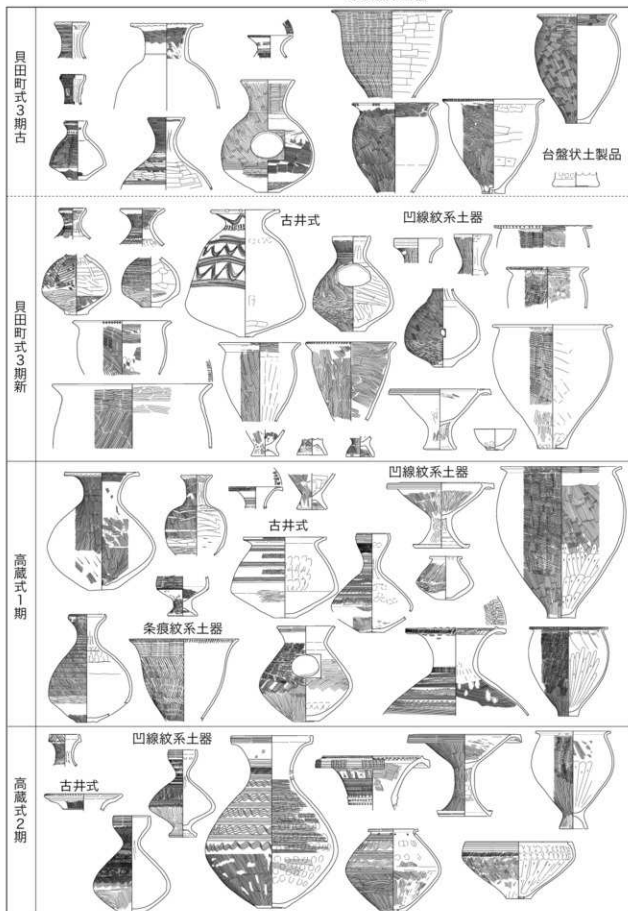 貝田町式3期古
台盤状土製品
貝田町式3期新
古井式
凹線紋系土器
高蔵式1期
凹線紋系土器
古井式
条痕紋系土器
高蔵式2期
凹線紋系土器
古井式